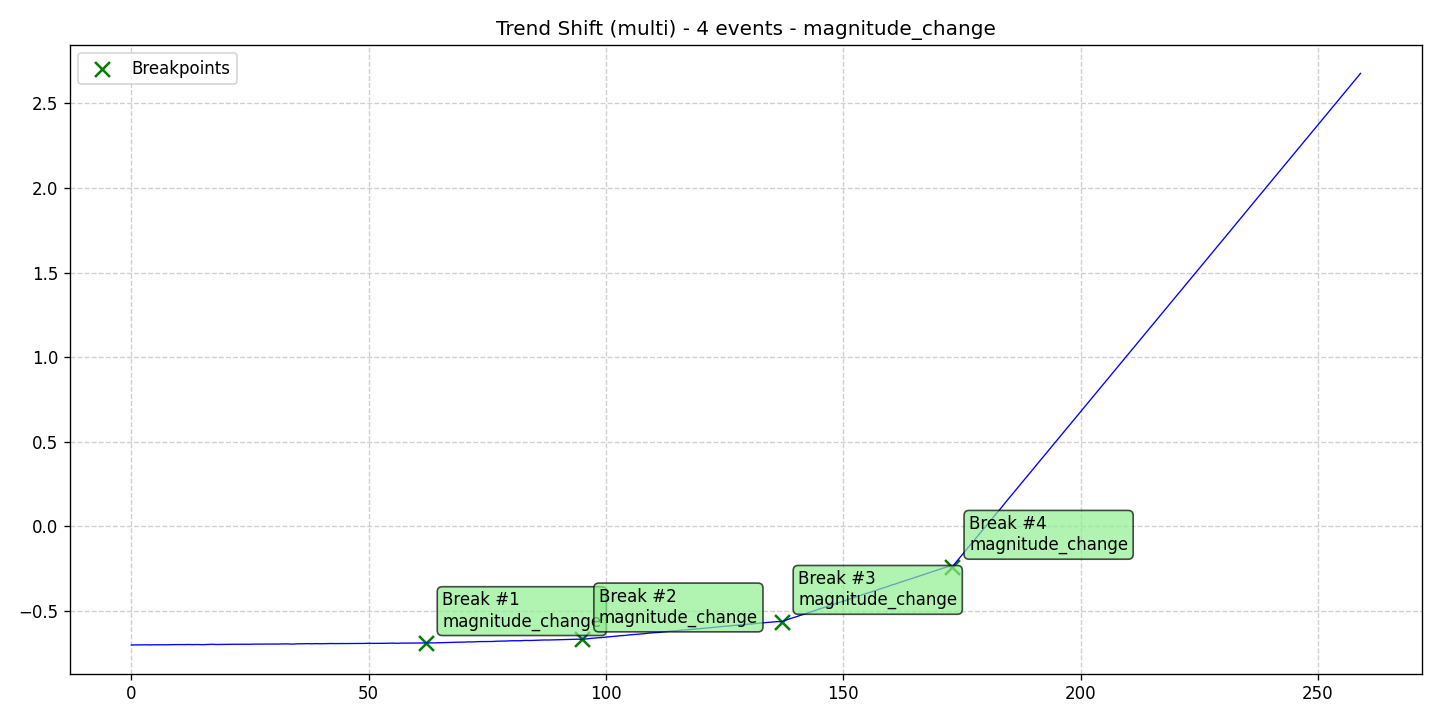 Trend Shift (multi) - 4 events - magnitude_change
Breakpoints
2.5
2.0
1.5
1.0
0.5
0.0
−0.5
Break #1
magnitude_change
Break #2
magnitude_change
Break #3
magnitude_change
Break #4
magnitude_change
0
50
100
150
200
250